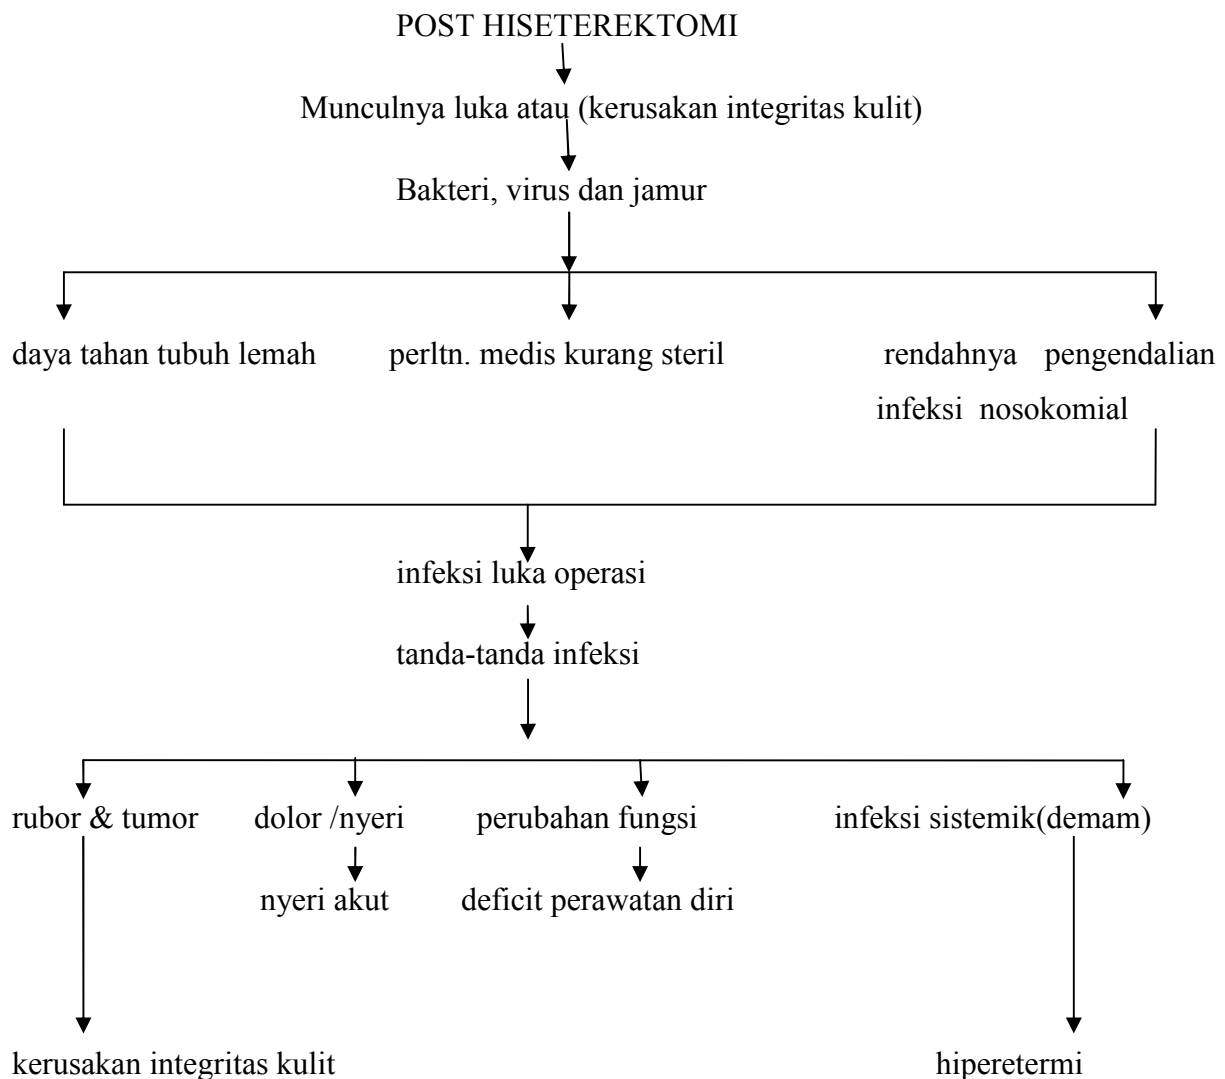 POST HISETEREKTOMI
Munculnya luka atau (kerusakan integritas kulit)
Bakteri, virus dan jamur
daya tahan tubuh lemah
perltn. medis kurang steril
rendahnya pengendalian
infeksi nosokomial
infeksi luka operasi
tanda-tanda infeksi
rubor & tumor
dolor /nyeri
perubahan fungsi
infeksi sistemik(demam)
nyeri akut
deficit perawatan diri
kerusakan integritas kulit
hiperetermi